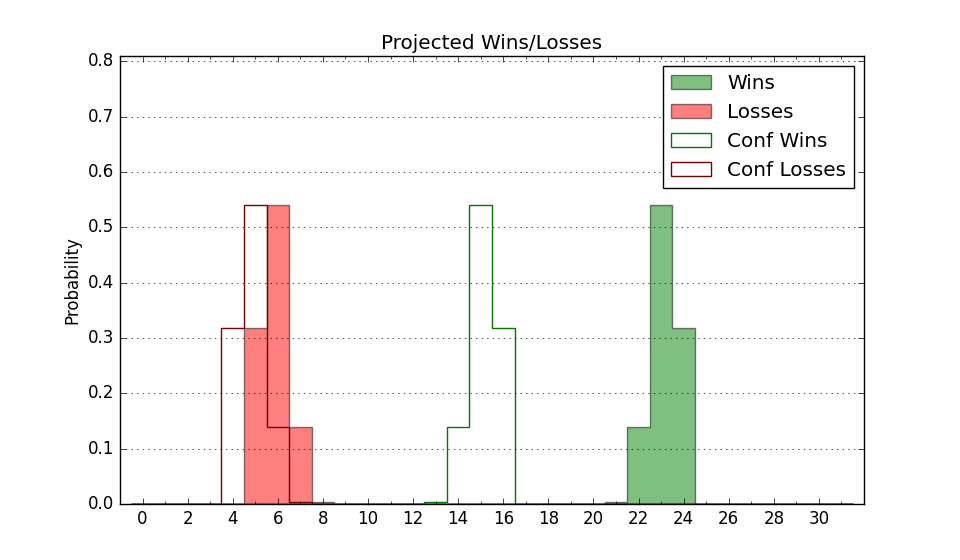 Projected Wins/Losses
0.8
0.7
0.6
0.5
0.4
0.3
0.2
0.1
0.0
Probability
Wins
Losses
Conf Wins
Conf Losses
0 2 4 6 8 10 12 14 16 18 20 22 24 26 28 30